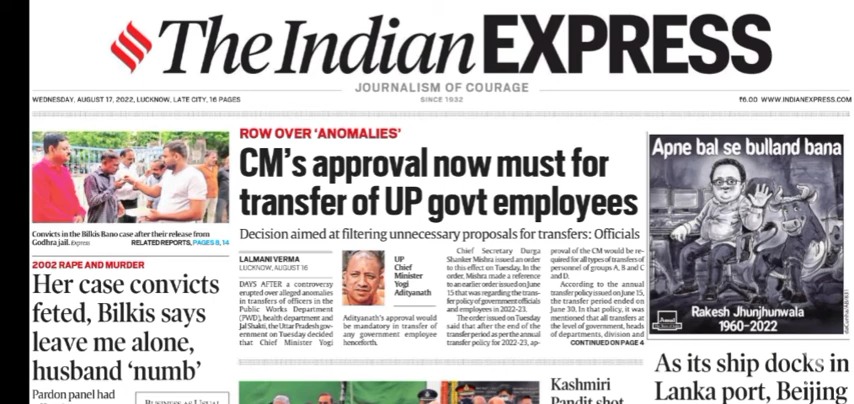 The Indian EXPRESS
JOURNALISM OF COURAGE
SINCE 1932
WEDNESDAY, AUGUST 17, 2022, LUCKNOW, LATE CITY, 16 PAGES
₹6.00 WWW.INDIANEXPRESS.COM
Convicts in the Bilkis Bano case after their release from
Godhra jail. Express RELATED REPORTS, PAGES 8, 14
2002 RAPE AND MURDER
Her case convicts
feted, Bilkis says
leave me alone,
husband ‘numb’
Pardon panel had
BUSINESS AS USUAL
ROW OVER ‘ANOMALIES’
CM’s approval now must for
transfer of UP govt employees
Decision aimed at filtering unnecessary proposals for transfers: Officials
LALMANI VERMA
LUCKNOW, AUGUST 16
DAYS AFTER a controversy
erupted over alleged anomalies
in transfers of officers in the
Public Works Department
(PWD), health department and
Jal Shakti, the Uttar Pradesh gov-
ernment on Tuesday decided
that Chief Minister Yogi
UP
Chief
Minister
Yogi
Adityanath
Adityanath’s approval would
be mandatory in transfer of
any government employee
henceforth.
Chief Secretary Durga
Shanker Mishra issued an order
to this effect on Tuesday. In the
order, Mishra made a reference
to an earlier order issued on June
15 that was regarding the trans-
fer policy of government officials
and employees in 2022-23.
The order issued on Tuesday
said that after the end of the
transfer period as per the annual
transfer policy for 2022-23, ap-
proval of the CM would be re-
quired for all types of transfers of
personnel of groups A, B and C
and D.
According to the annual
transfer policy issued on June 15,
the transfer period ended on
June 30. In that policy, it was
mentioned that all transfers at
the level of government, heads
of departments, division and
CONTINUED ON PAGE 4
Apne bal se bulland bana
Amul
Rakesh Jhunjhunwala
1960-2022
As its ship docks in
Lanka port, Beijing
Kashmiri
Pandit shot